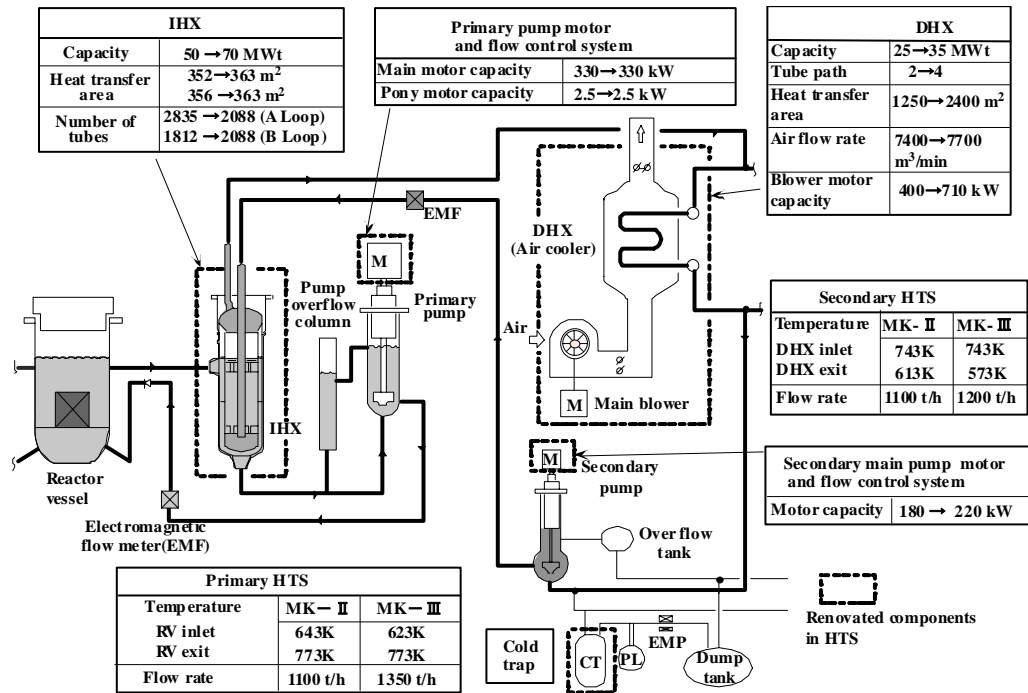 IHX
Capacity 50→70 MWt
Heat transfer area 352→363 m²
356→363 m²
Number of tubes 2835→2088 (A Loop)
1812→2088 (B Loop)
Primary pump motor
and flow control system
Main motor capacity 330→330 kW
Pony motor capacity 2.5→2.5 kW
DHX
Capacity 25→35 MWt
Tube path 2→4
Heat transfer area 1250→2400 m²
Air flow rate 7400→7700
m³/min
Blower motor capacity 400→710 kW
EMF
DHX
(Air cooler)
M
Pump
overflow
column
Primary
pump
Air
M
Main blower
IHX
Reactor
vessel
Electromagnetic
flow meter(EMF)
Secondary HTS
Temperature MK-Ⅱ MK-Ⅲ
DHX inlet 743K 743K
DHX exit 613K 573K
Flow rate 1100 t/h 1200 t/h
M
Secondary
pump
Secondary main pump motor
and flow control system
Motor capacity 180 → 220 kW
Over flow
tank
Primary HTS
Temperature MK-Ⅱ MK-Ⅲ
RV inlet 643K 623K
RV exit 773K 773K
Flow rate 1100 t/h 1350 t/h
Cold
trap
CT
PL
EMP
Dump
tank
Renovated components
in HTS